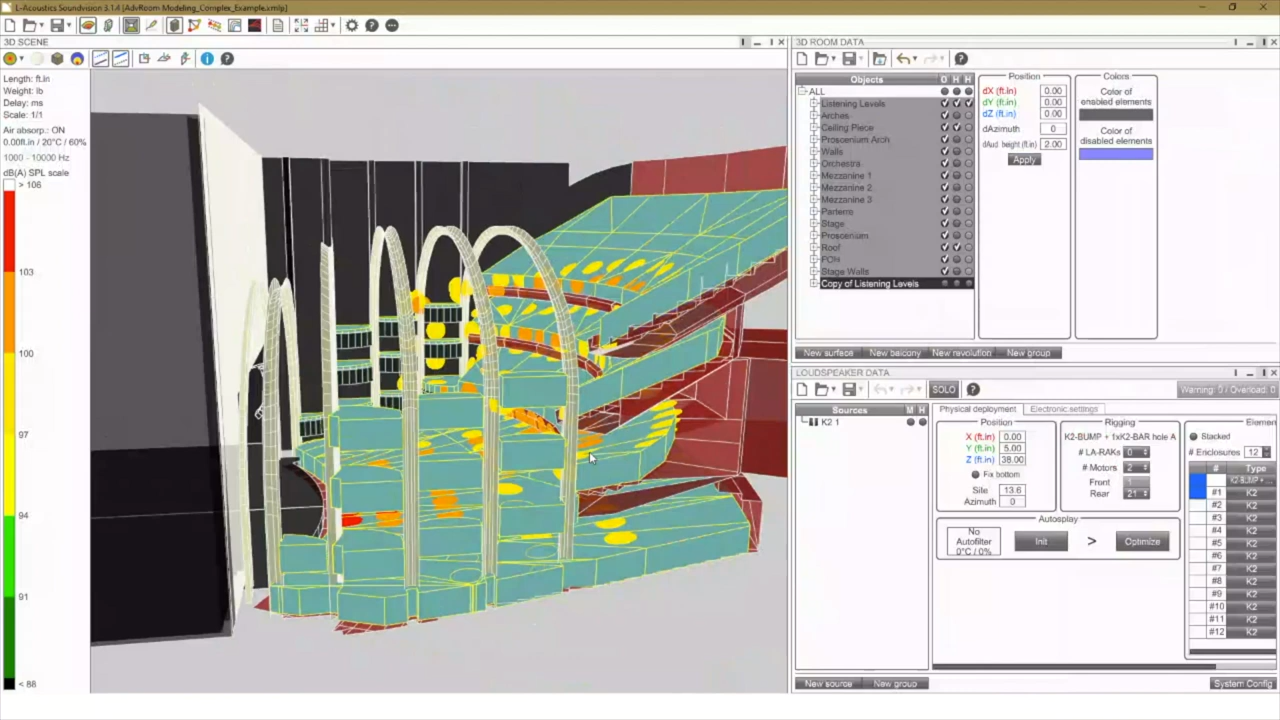 L-Acoustics Soundvision 3.1.4 [AdvRoom Modeling_Complex_Example.xmlp]
3D SCENE
Length: ft.in
Weight: lb
Delay: ms
Scale: 1/1
Air absorp.: ON
0.00ft.in / 20°C / 60%
1000 - 10000 Hz
dB(A) SPL scale
> 106
103
100
97
94
91
< 88
3D ROOM DATA
Objects D H H
ALL
Listening Levels
Arches
Ceiling Piece
Proscenium Arch
Walls
Orchestra
Mezzanine 1
Mezzanine 2
Mezzanine 3
Parterre
Stage
Proscenium
Roof
Stage Walls
Copy of Listening Levels
Position
dX (ft.in) 0.00
dY (ft.in) 0.00
dZ (ft.in) 0.00
dAzimuth 0
dAud. height (ft.in) 2.00
Apply
Colors
Color of
enabled elements
Color of
disabled elements
New surface New balcony New revolution New group
LOUDSPEAKER DATA
SOLO
Warning: 0 / Overload: 0
Sources M H
K2 1
Physical deployment Electronic settings
Position
X (ft.in) 0.00
Y (ft.in) 5.00
Z (ft.in) 38.00
Fix bottom
Site 13.6
Azimuth 0
Rigging
K2-BUMP + 1xK2-BAR hole A
# LA-RAKs 0
# Motors 2
Front 1
Rear 21
Elemen
Stacked
# Enclosures 12
# Type
K2-BUMP + ...
#1 K2
#2 K2
#3 K2
#4 K2
#5 K2
#6 K2
#7 K2
#8 K2
#9 K2
#10 K2
#11 K2
#12 K2
Autosplay
No
Autofilter
0°C / 0%
Init > Optimize
New source New group
System Config